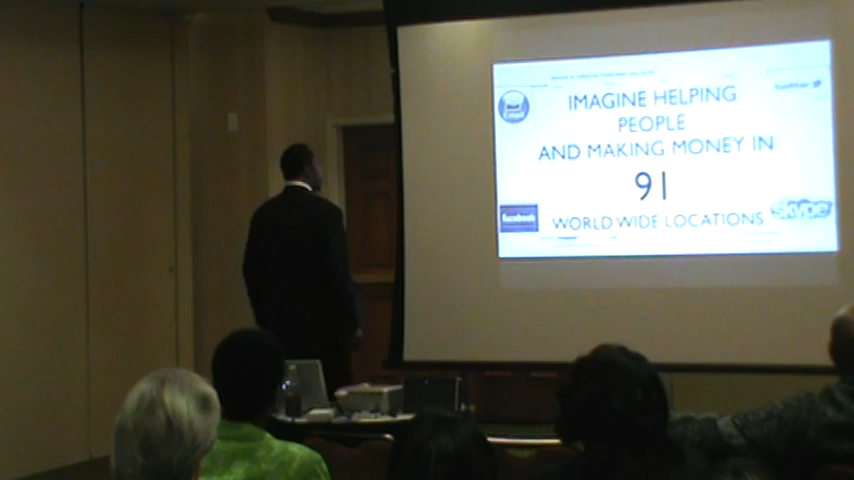 IMAGINE HELPING
PEOPLE
AND MAKING MONEY IN
91
WORLD WIDE LOCATIONS
twitter
facebook
skype